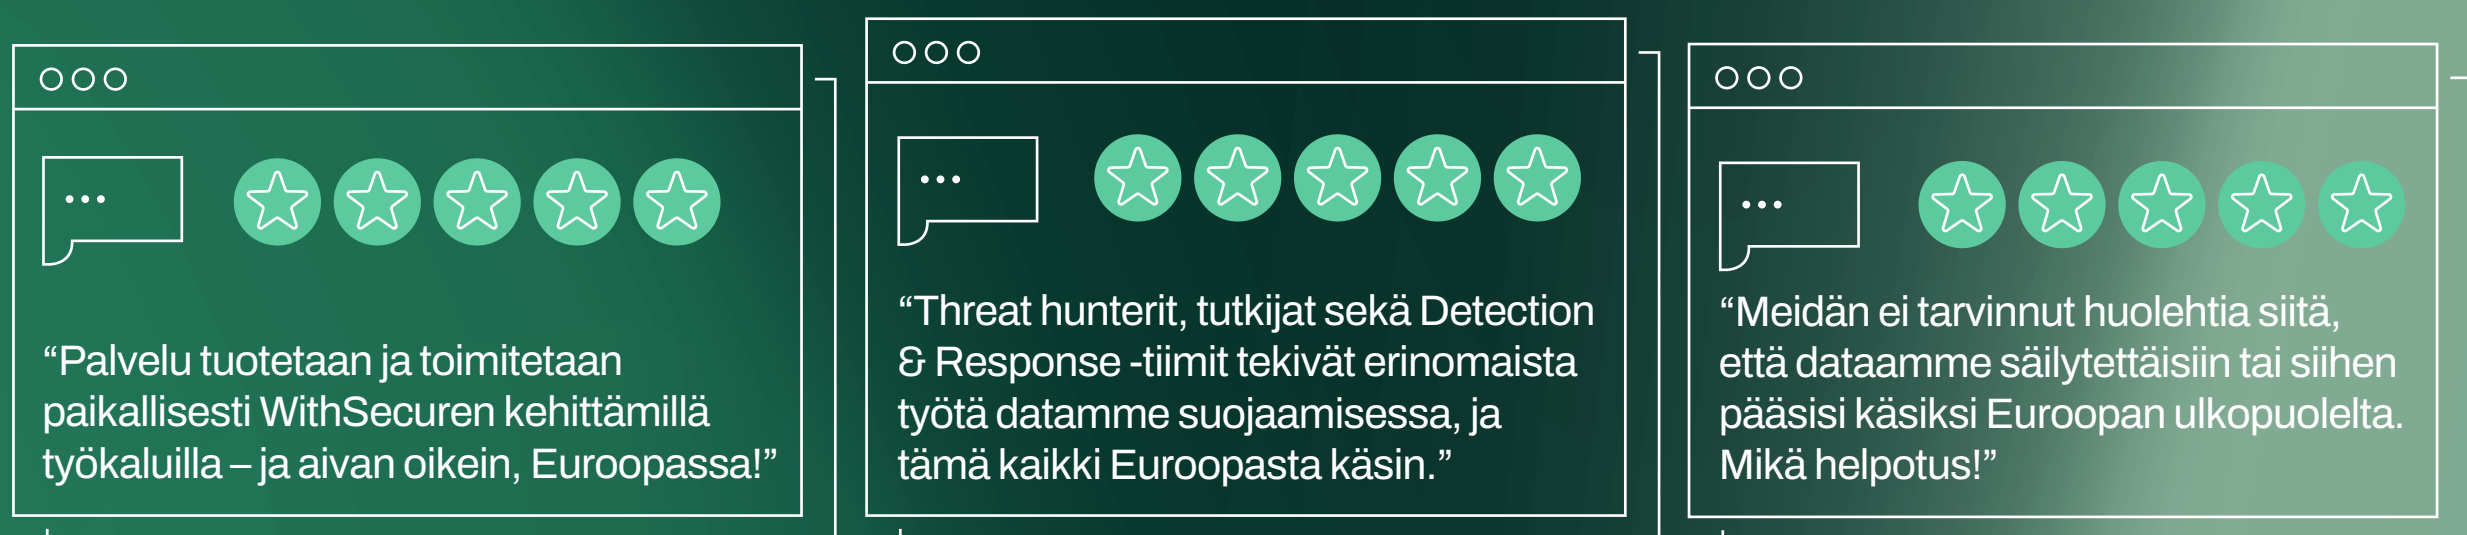 “Palvelu tuotetaan ja toimitetaan
paikallisesti WithSecuren kehittämillä
työkaluilla – ja aivan oikein, Euroopassa!”
“Threat hunterit, tutkijat sekä Detection
& Response -tiimit tekivät erinomaista
työtä datamme suojaamisessa, ja
tämä kaikki Euroopasta käsin.”
“Meidän ei tarvinnut huolehtia siitä,
että dataamme säilytettäisiin tai siihen
pääsisi käsiksi Euroopan ulkopuolelta.
Mikä helpotus!”